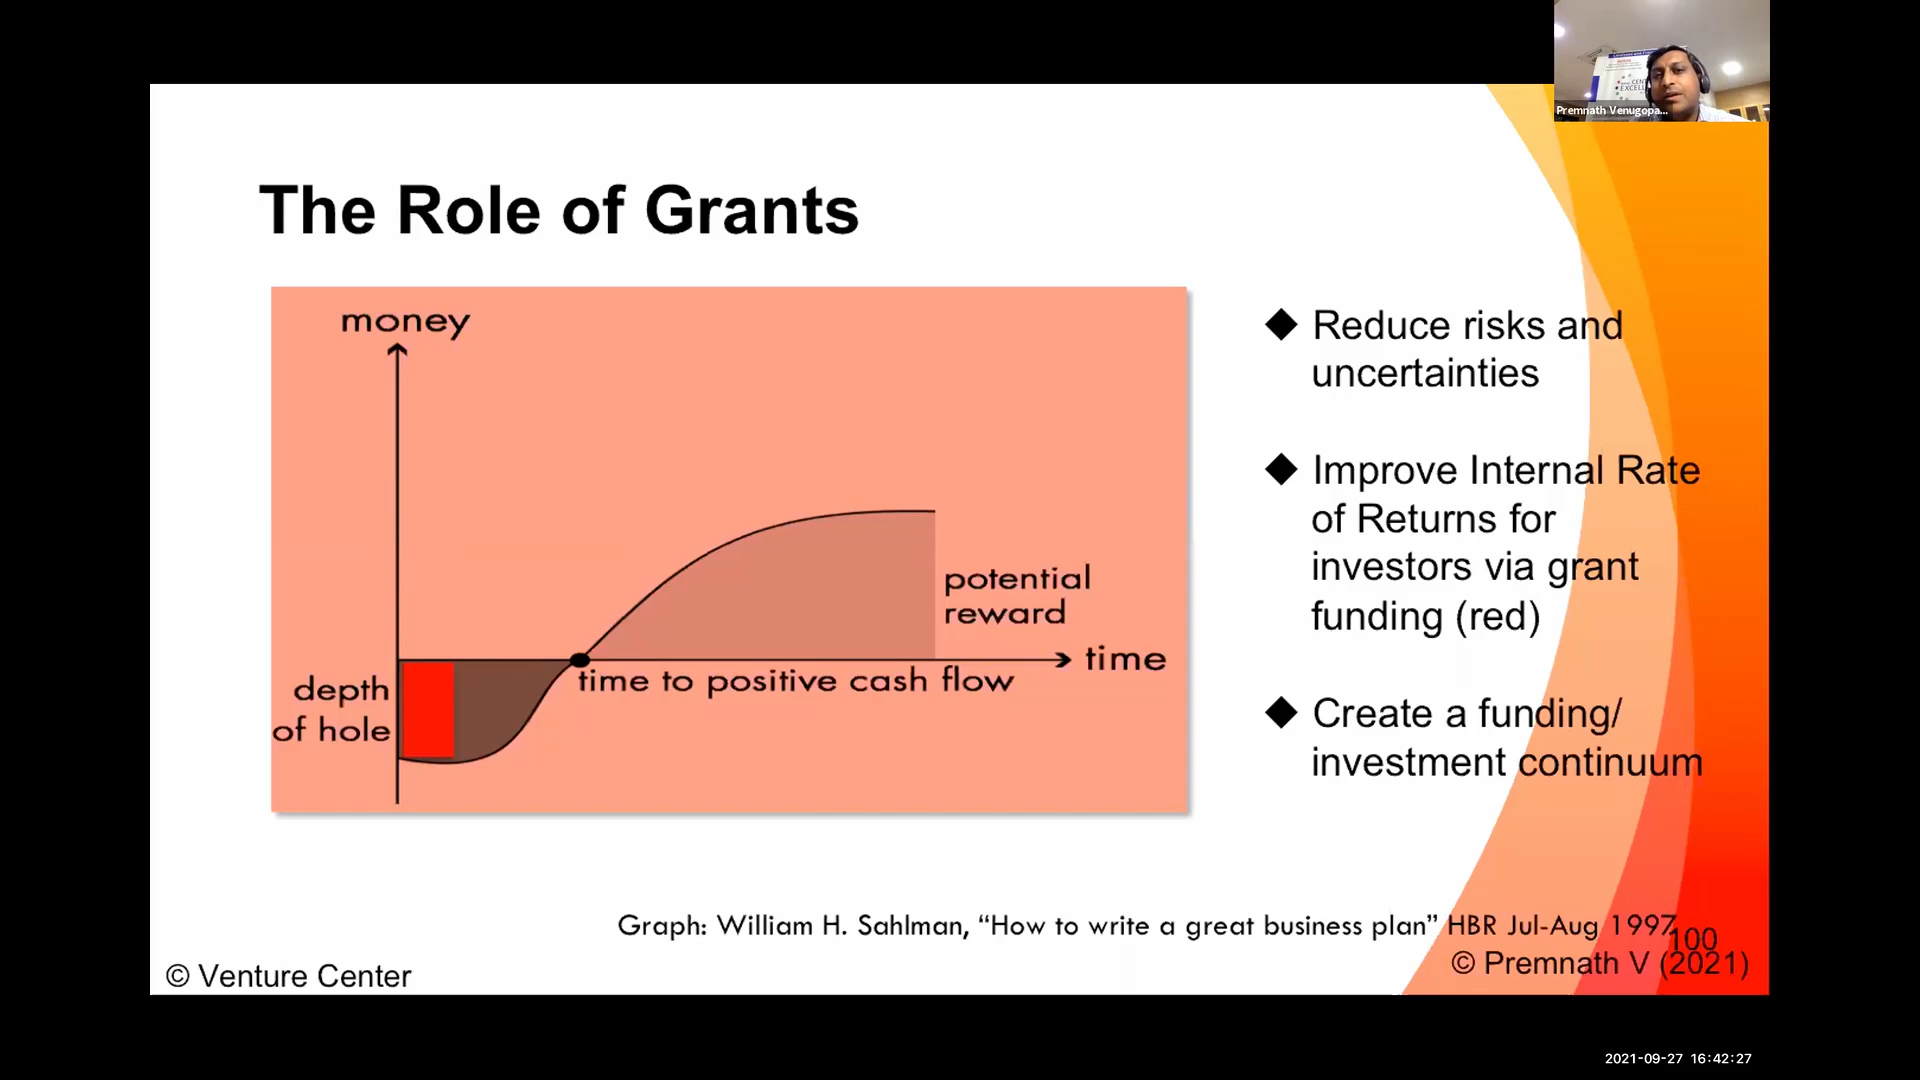 Premnath Venugopa...
CENT
EXCELL
The Role of Grants
money
potential
reward
time
time to positive cash flow
depth
of hole
◆ Reduce risks and
uncertainties
◆ Improve Internal Rate
of Returns for
investors via grant
funding (red)
◆ Create a funding/
investment continuum
Graph: William H. Sahlman, “How to write a great business plan” HBR Jul-Aug 1997
100
© Venture Center
© Premnath V (2021)
2021-09-27 16:42:27